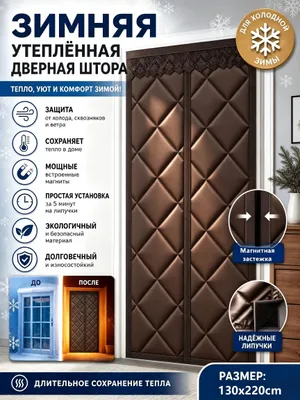 ЗИМНЯЯ
УТЕПЛЁННАЯ
ДВЕРНАЯ ШТОРА
ТЕПЛО, УЮТ И КОМФОРТ ЗИМОЙ!
ДЛЯ ХОЛОДНОЙ
ЗИМЫ
ЗАЩИТА
от холода, сквозняков
и ветра
СОХРАНЯЕТ
тепло в доме
МОЩНЫЕ
встроенные
магниты
ПРОСТАЯ УСТАНОВКА
за 5 минут
на липучки
ЭКОЛОГИЧНЫЙ
и безопасный
материал
ДОЛГОВЕЧНЫЙ
и износостойкий
Магнитная
застежка
НАДЁЖНЫЕ
ЛИПУЧКИ
ДО
ПОСЛЕ
ДЛИТЕЛЬНОЕ СОХРАНЕНИЕ ТЕПЛА
РАЗМЕР:
130x220cm